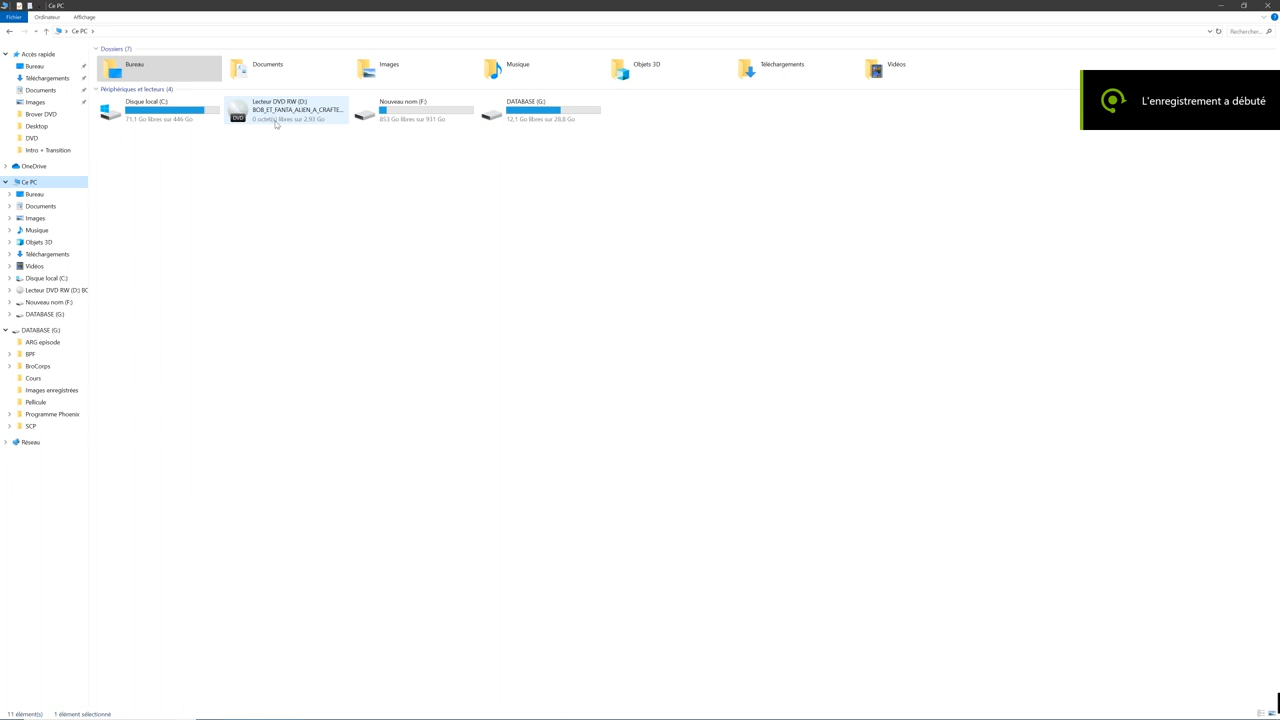 Ce PC
Fichier
Ordinateur
Affichage
Ce PC
Rechercher...
Accès rapide
Bureau
Téléchargements
Documents
Images
Brover DVD
Desktop
DVD
Intro + Transition
OneDrive
Ce PC
Bureau
Documents
Images
Musique
Objets 3D
Téléchargements
Vidéos
Disque local (C:)
Lecteur DVD RW (D:) BC
Nouveau nom (F:)
DATABASE (G:)
DATABASE (G:)
ARG episode
BPF
BroCorps
Cours
Images enregistrées
Pellicule
Programme Phoenix
SCP
Réseau
Dossiers (7)
Bureau
Documents
Images
Musique
Objets 3D
Téléchargements
Vidéos
Périphériques et lecteurs (4)
Disque local (C:)
71,1 Go libres sur 446 Go
Lecteur DVD RW (D:)
BOB_ET_FANTA_ALIEN_A_CRAFTE...
0 octet(s) libres sur 2,93 Go
DVD
Nouveau nom (F:)
853 Go libres sur 931 Go
DATABASE (G:)
12,1 Go libres sur 28,8 Go
L'enregistrement a débuté
11 élément(s)
1 élément sélectionné